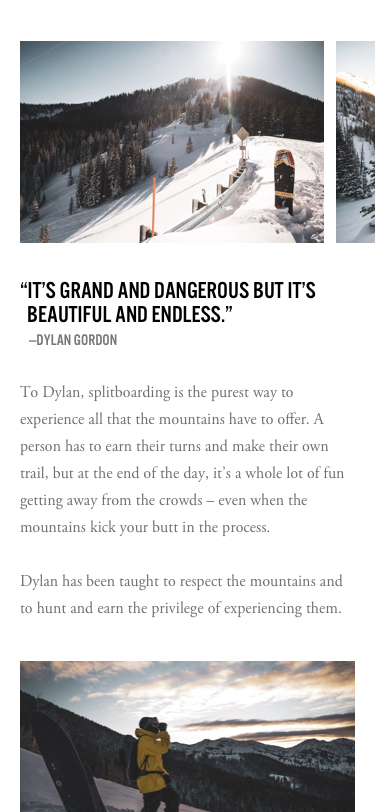 “IT’S GRAND AND DANGEROUS BUT IT’S
BEAUTIFUL AND ENDLESS.”
–DYLAN GORDON
To Dylan, splitboarding is the purest way to
experience all that the mountains have to offer. A
person has to earn their turns and make their own
trail, but at the end of the day, it’s a whole lot of fun
getting away from the crowds – even when the
mountains kick your butt in the process.
Dylan has been taught to respect the mountains and
to hunt and earn the privilege of experiencing them.